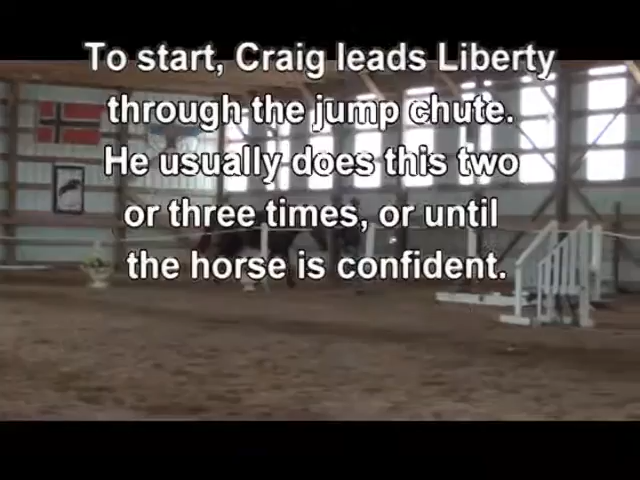 To start, Craig leads Liberty
through the jump chute.
He usually does this two
or three times, or until
the horse is confident.